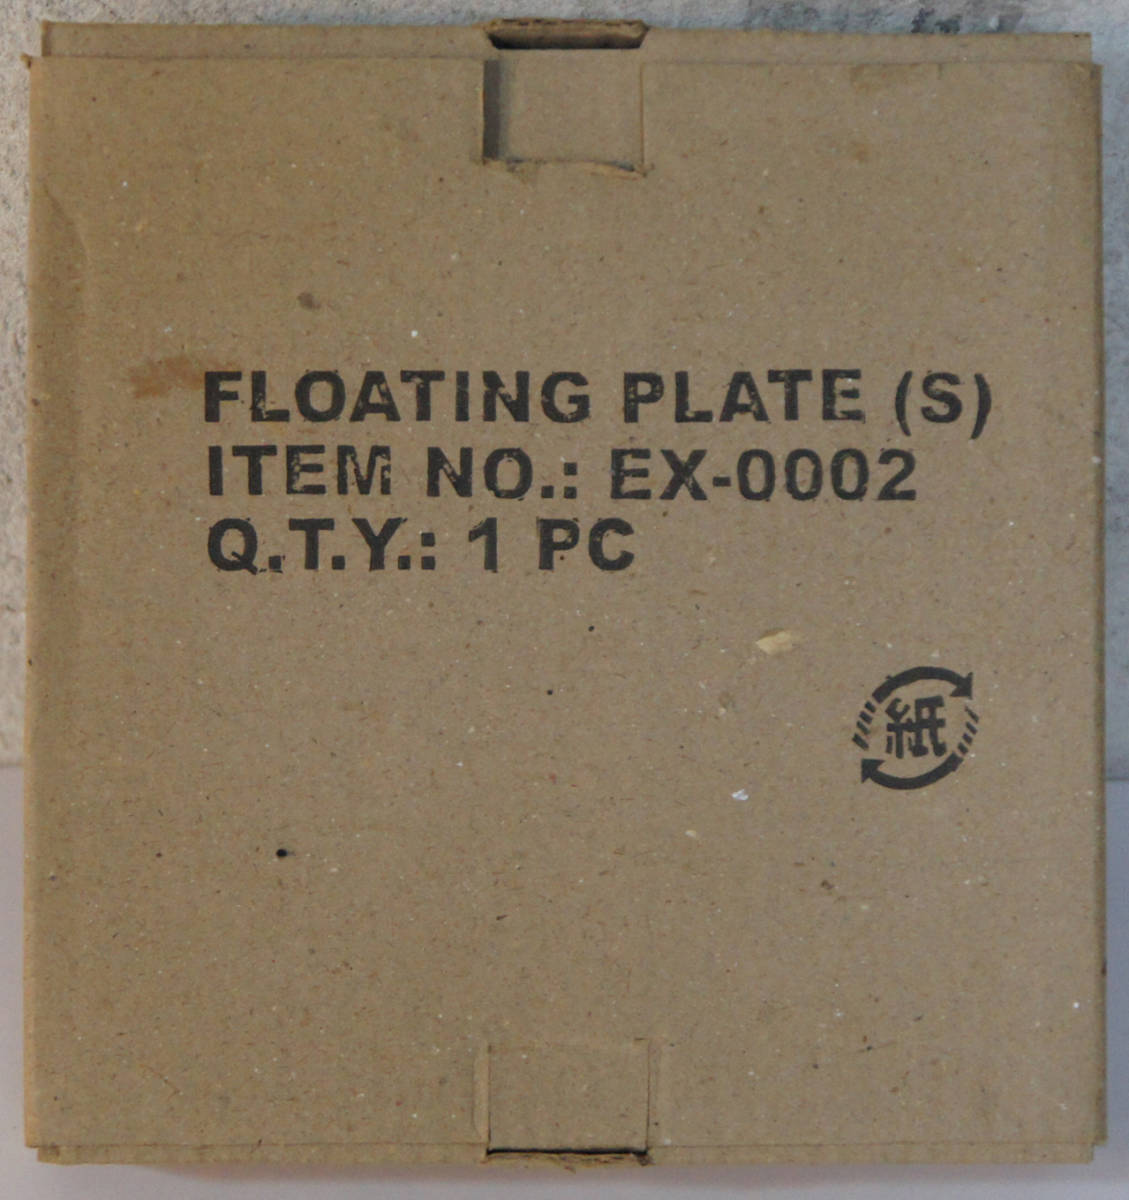 FLOATING PLATE (S)
ITEM NO.: EX-0002
Q.T.Y.: 1 PC
紙